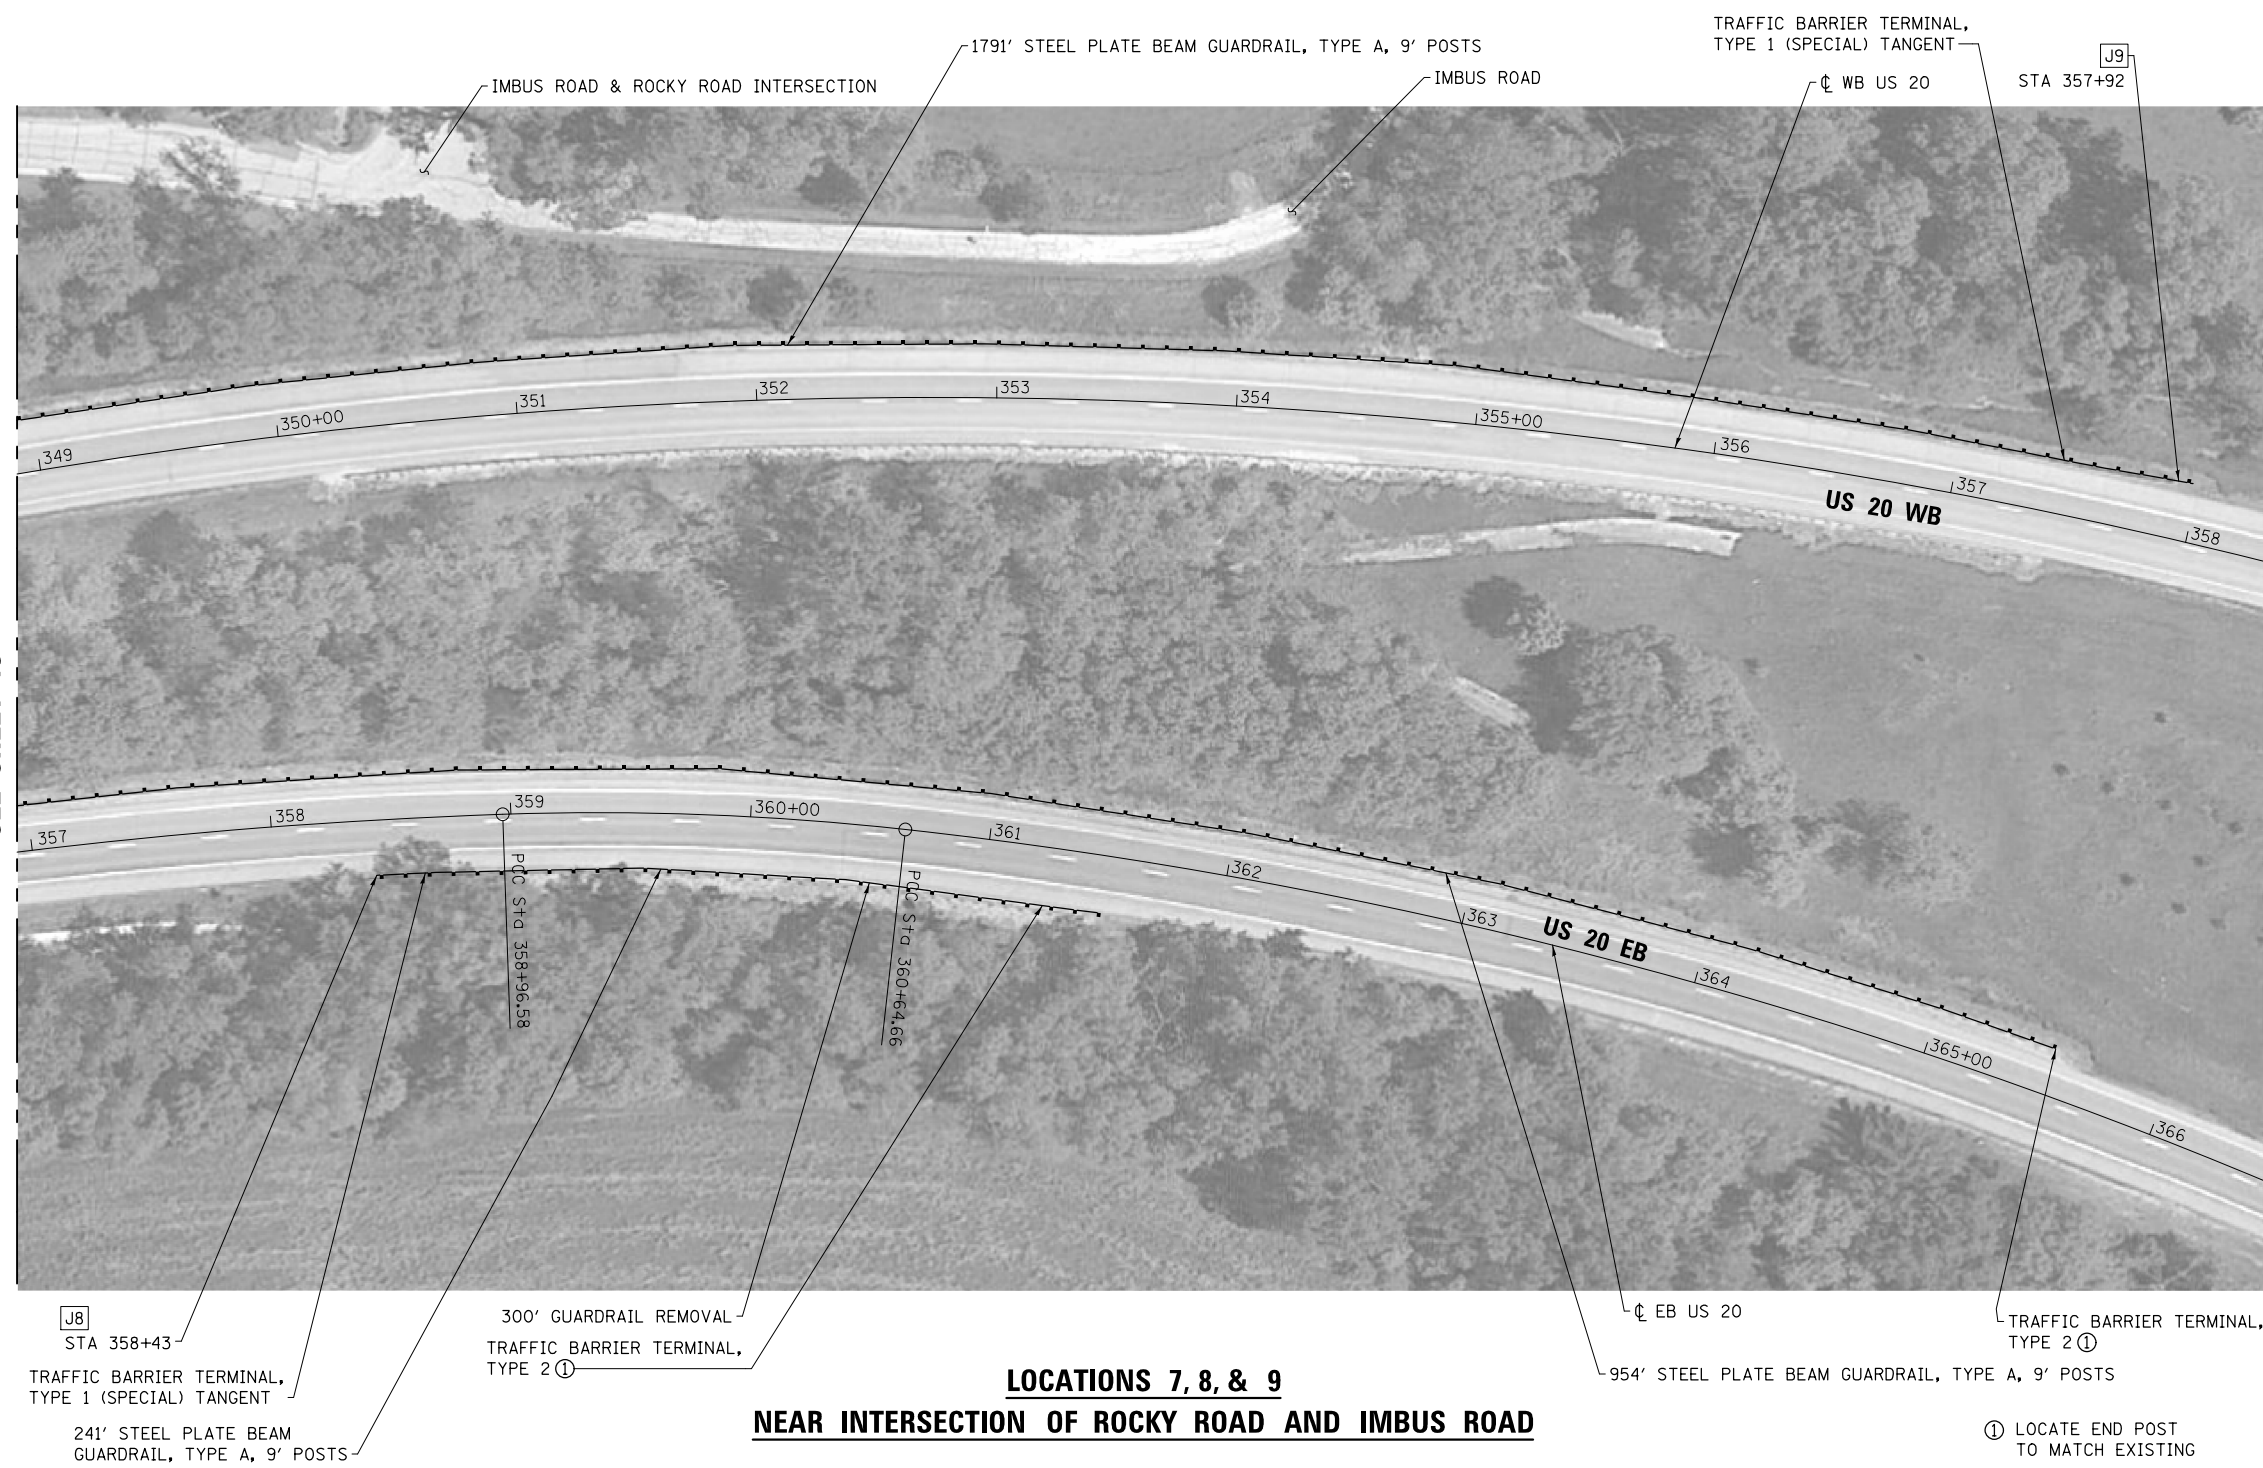 TRAFFIC BARRIER TERMINAL,
TYPE 1 (SPECIAL) TANGENT
J9
STA 357+92
1791' STEEL PLATE BEAM GUARDRAIL, TYPE A, 9' POSTS
IMBUS ROAD & ROCKY ROAD INTERSECTION
IMBUS ROAD
℄ WB US 20
349
350+00
351
352
353
354
355+00
356
357
358
US 20 WB
357
358
359
360+00
361
362
363
364
365+00
366
US 20 EB
PCC Sta 358+96.58
PCC Sta 360+64.66
J8
STA 358+43
TRAFFIC BARRIER TERMINAL,
TYPE 1 (SPECIAL) TANGENT
241' STEEL PLATE BEAM
GUARDRAIL, TYPE A, 9' POSTS
300' GUARDRAIL REMOVAL
TRAFFIC BARRIER TERMINAL,
TYPE 2 ①
℄ EB US 20
954' STEEL PLATE BEAM GUARDRAIL, TYPE A, 9' POSTS
TRAFFIC BARRIER TERMINAL,
TYPE 2 ①
LOCATIONS 7, 8, & 9
NEAR INTERSECTION OF ROCKY ROAD AND IMBUS ROAD
① LOCATE END POST
TO MATCH EXISTING